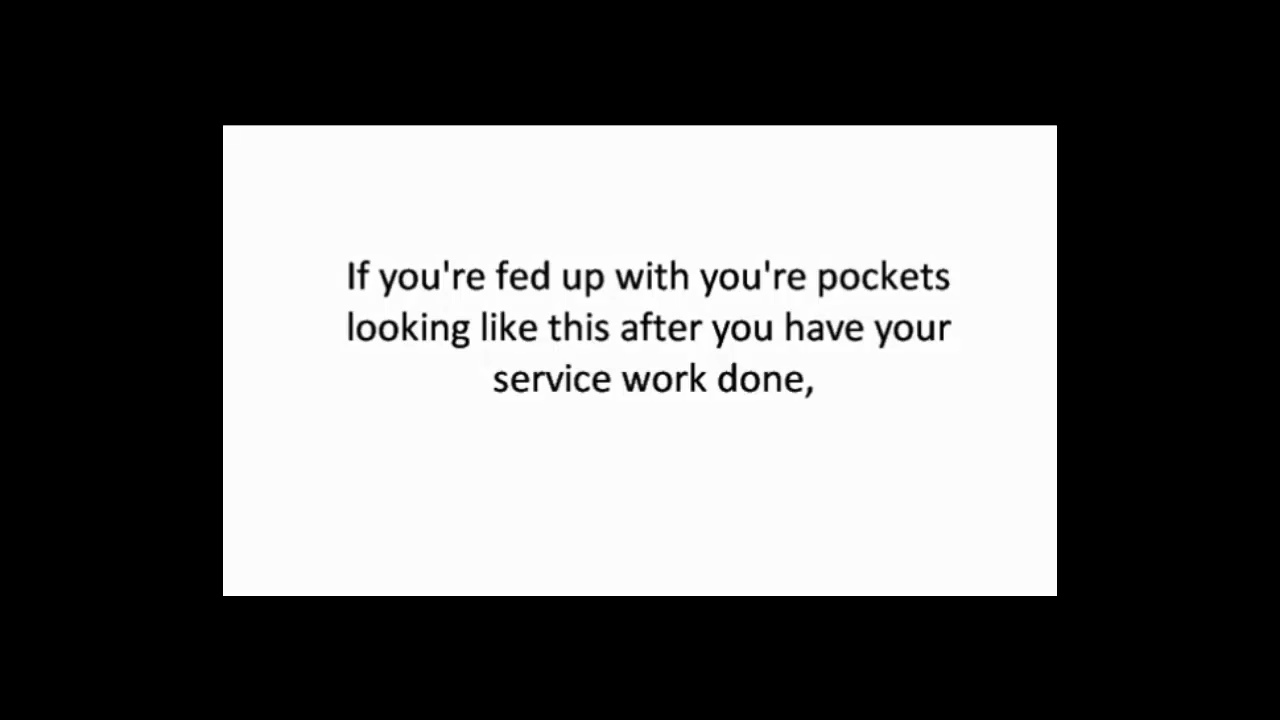 If you're fed up with you're pockets
looking like this after you have your
service work done,